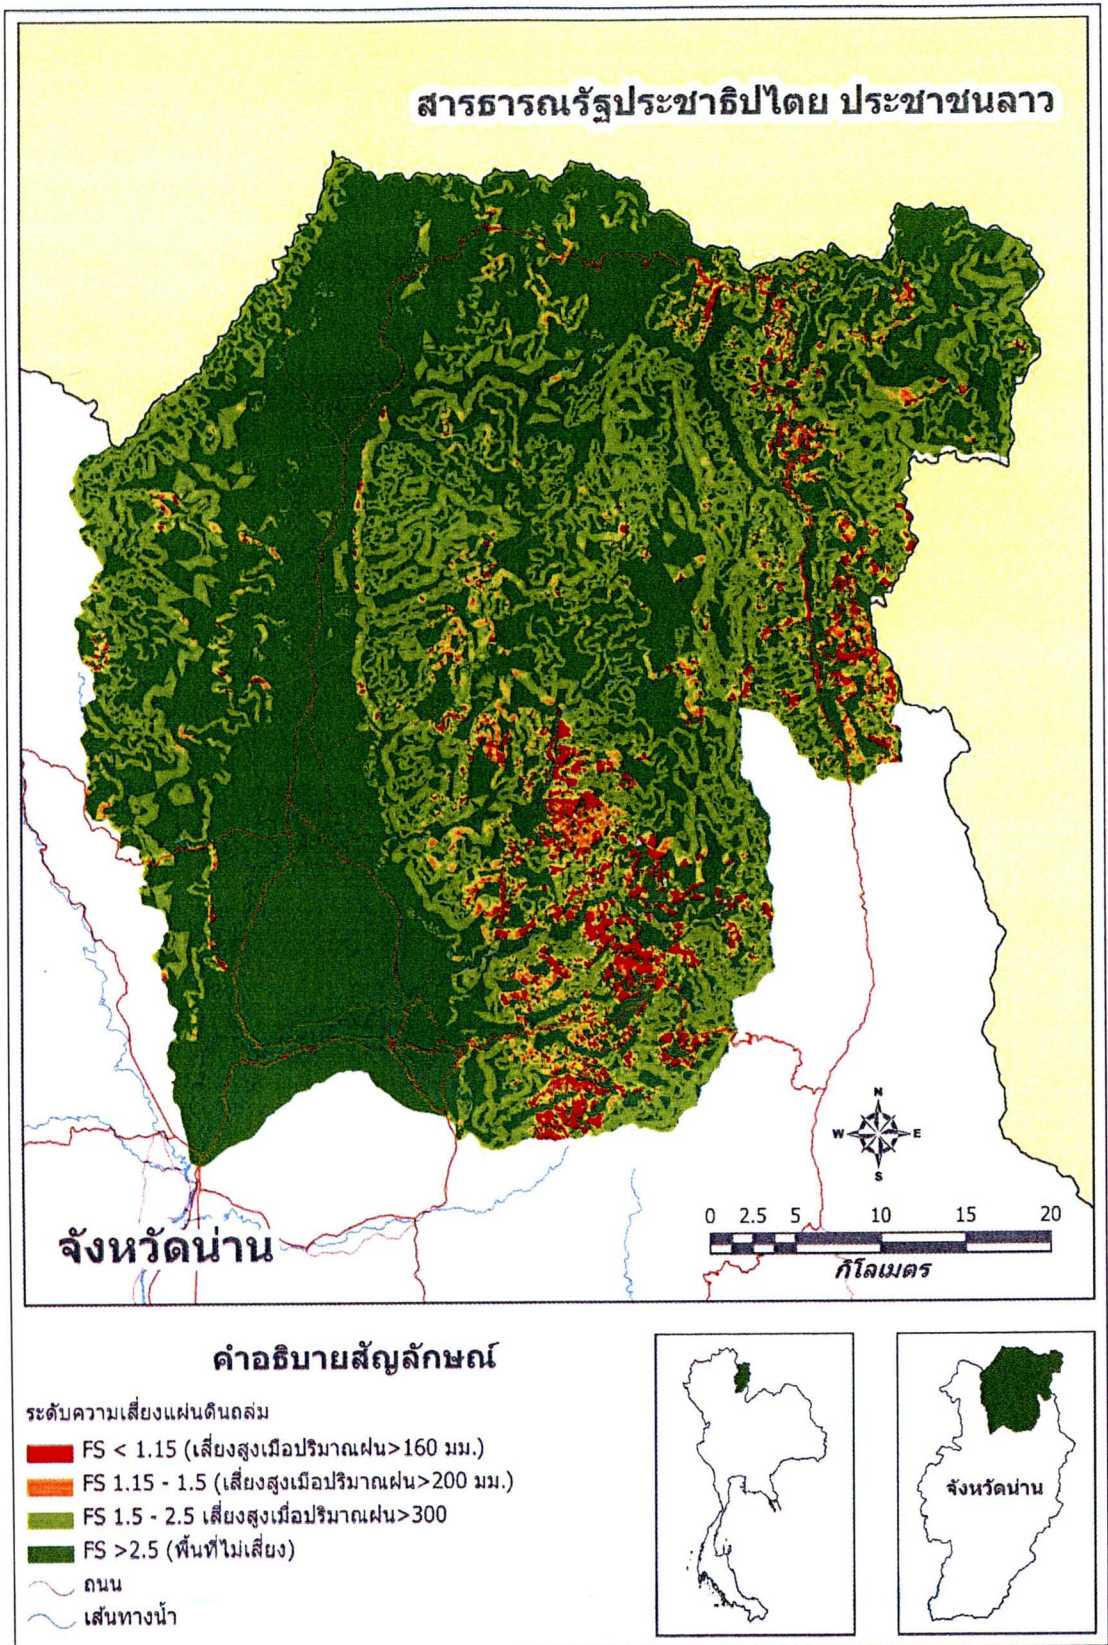 สารธารณรัฐประชาธิปไตย ประชาชนลาว
N
W E
S
0 2.5 5 10 15 20
กิโลเมตร
จังหวัดน่าน
คำอธิบายสัญลักษณ์
ระดับความเสี่ยงแผ่นดินถล่ม
FS < 1.15 (เสี่ยงสูงเมือปริมาณฝน>160 มม.)
FS 1.15 - 1.5 (เสี่ยงสูงเมือปริมาณฝน>200 มม.)
FS 1.5 - 2.5 เสี่ยงสูงเมื่อปริมาณฝน>300
FS >2.5 (พื้นที่ไม่เสี่ยง)
ถนน
เส้นทางน้ำ
จังหวัดน่าน